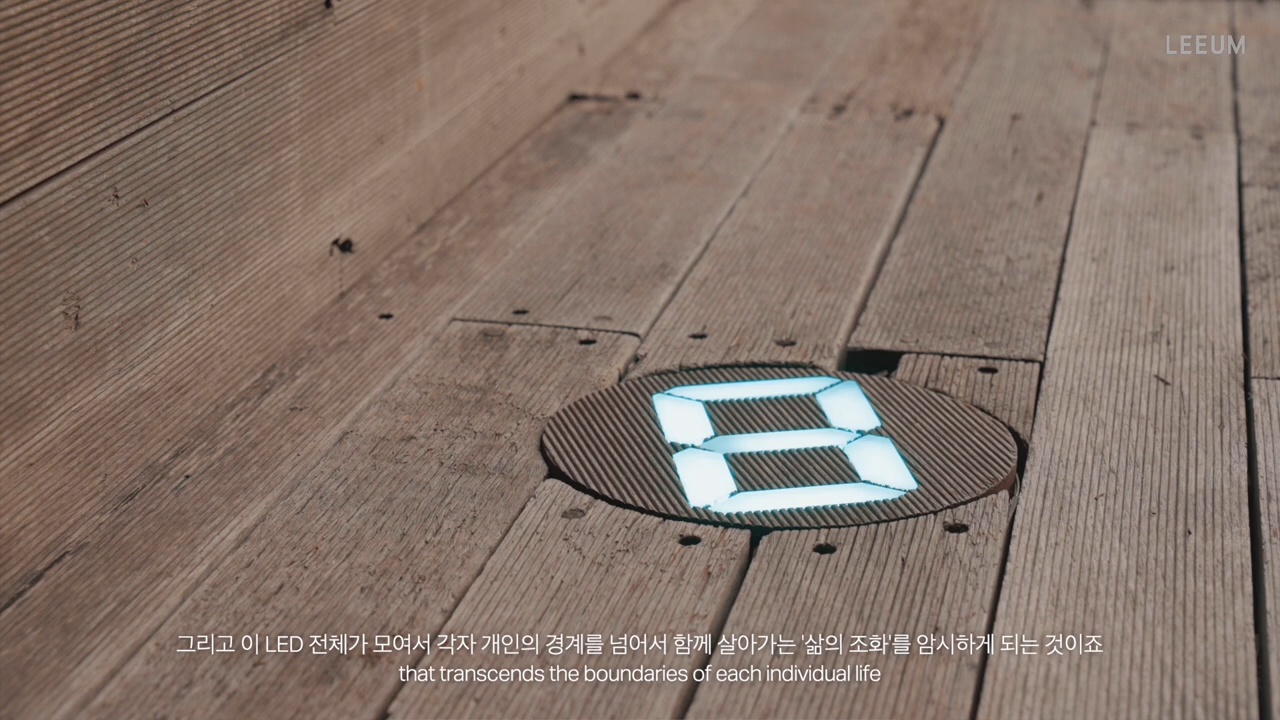 LEEUM
8
그리고 이 LED 전체가 모여서 각자 개인의 경계를 넘어서 함께 살아가는 '삶의 조화'를 암시하게 되는 것이죠
that transcends the boundaries of each individual life